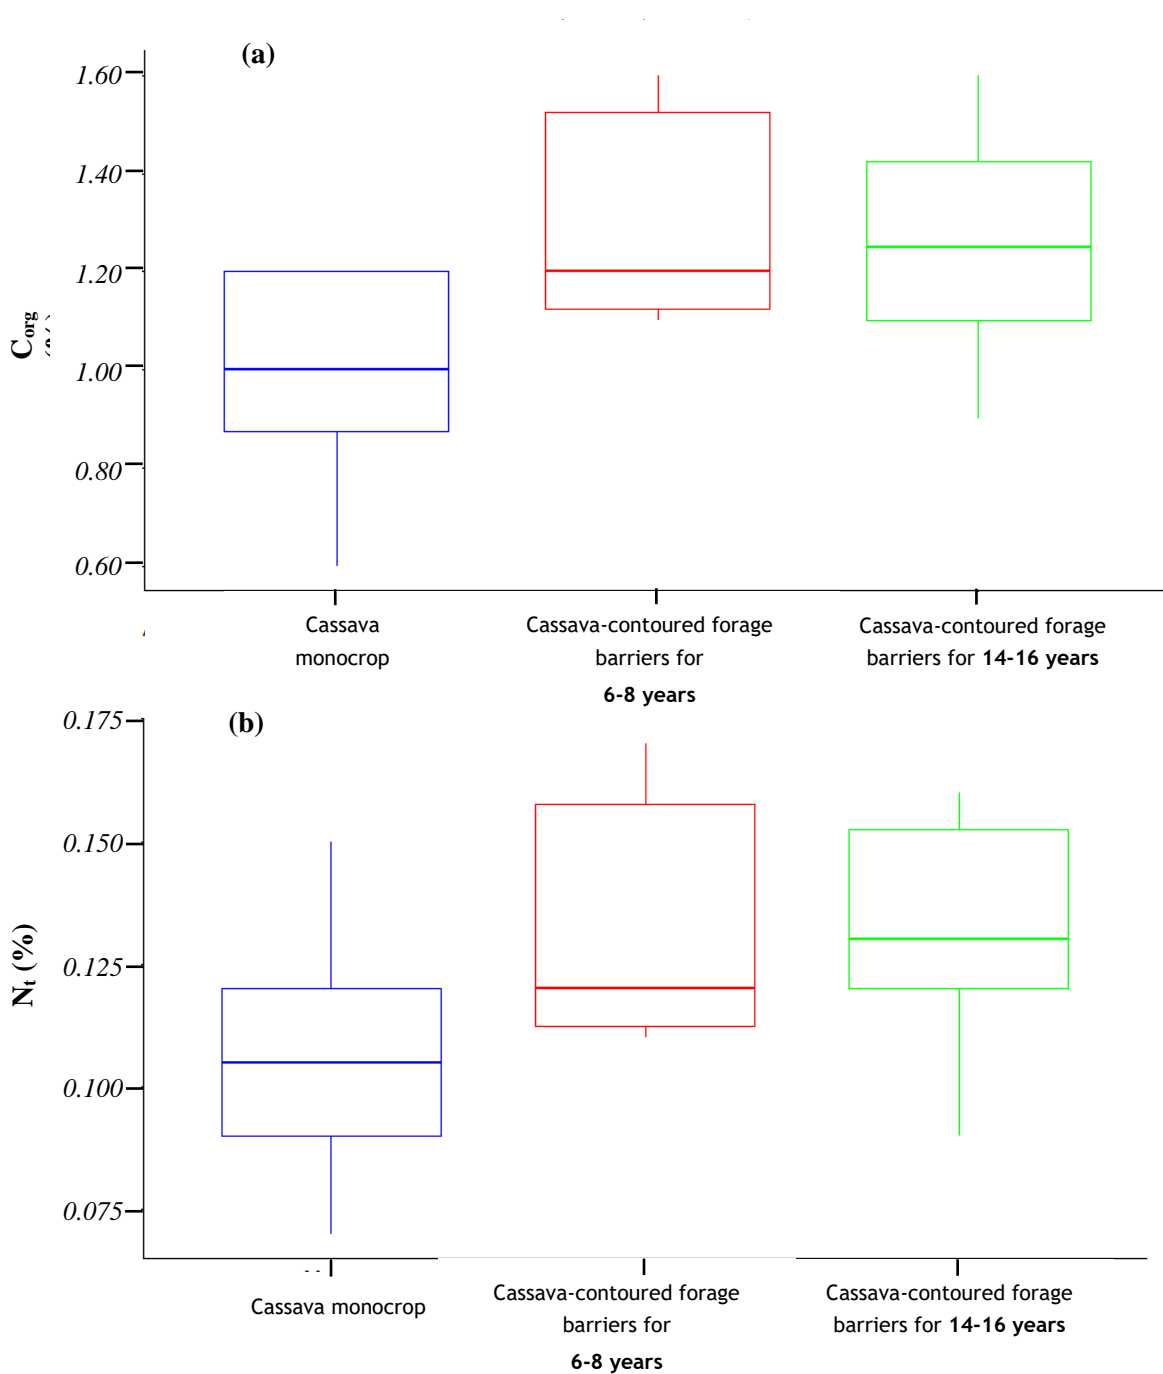 (a)
1.60
1.40
1.20
1.00
0.80
0.60
Corg
Cassava
monocrop
Cassava-contoured forage
barriers for
6-8 years
Cassava-contoured forage
barriers for 14-16 years
(b)
0.175
0.150
0.125
0.100
0.075
Nt (%)
Cassava monocrop
Cassava-contoured forage
barriers for
6-8 years
Cassava-contoured forage
barriers for 14-16 years